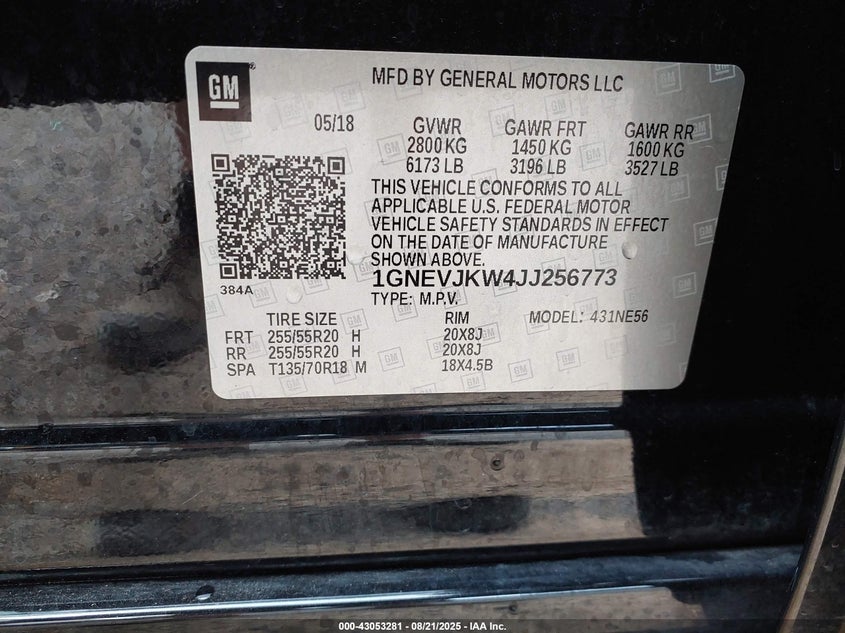 GM
MFD BY GENERAL MOTORS LLC
05/18 GVWR GAWR FRT GAWR RR
2800 KG 1450 KG 1600 KG
6173 LB 3196 LB 3527 LB
THIS VEHICLE CONFORMS TO ALL
APPLICABLE U.S. FEDERAL MOTOR
VEHICLE SAFETY STANDARDS IN EFFECT
ON THE DATE OF MANUFACTURE
SHOWN ABOVE.
384A
1GNEVJKW4JJ256773
TYPE: M.P.V.
TIRE SIZE RIM MODEL: 431NE56
FRT 255/55R20 H 20X8J
RR 255/55R20 H 20X8J
SPA T135/70R18 M 18X4.5B
000-43053281 - 08/21/2025 - IAA Inc.